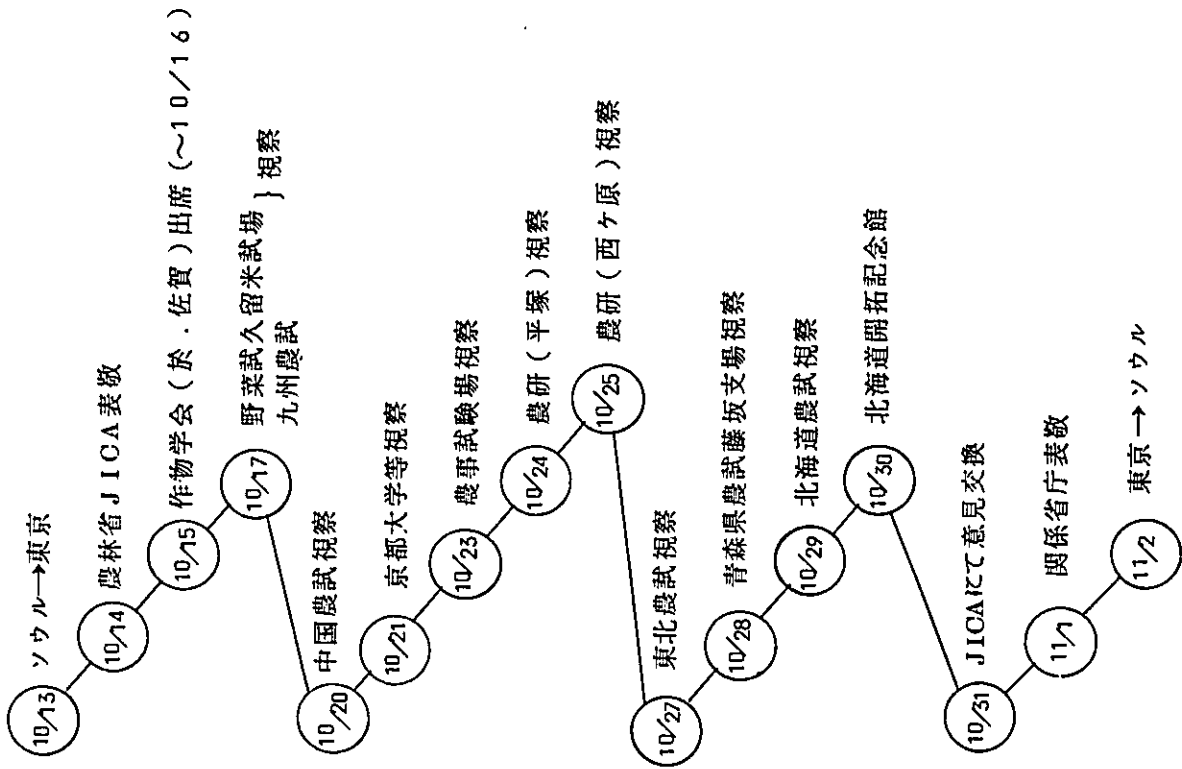 10/13 ソウル→東京
10/14 農林省JICA表敬
10/15 作物学会(於.佐賀)出席(~10/16)
10/17 野菜試久留米試場
九州農試 } 視察
10/20 中国農試視察
10/21 京都大学等視察
10/23 農事試験場視察
10/24 農研(平塚)視察
10/25 農研(西ケ原)視察
10/27 東北農試視察
10/28 青森県農試藤坂支場視察
10/29 北海道農試視察
10/30 北海道開拓記念館
10/31 JICAにて意見交換
11/1 関係省庁表敬
11/2 東京→ソウル